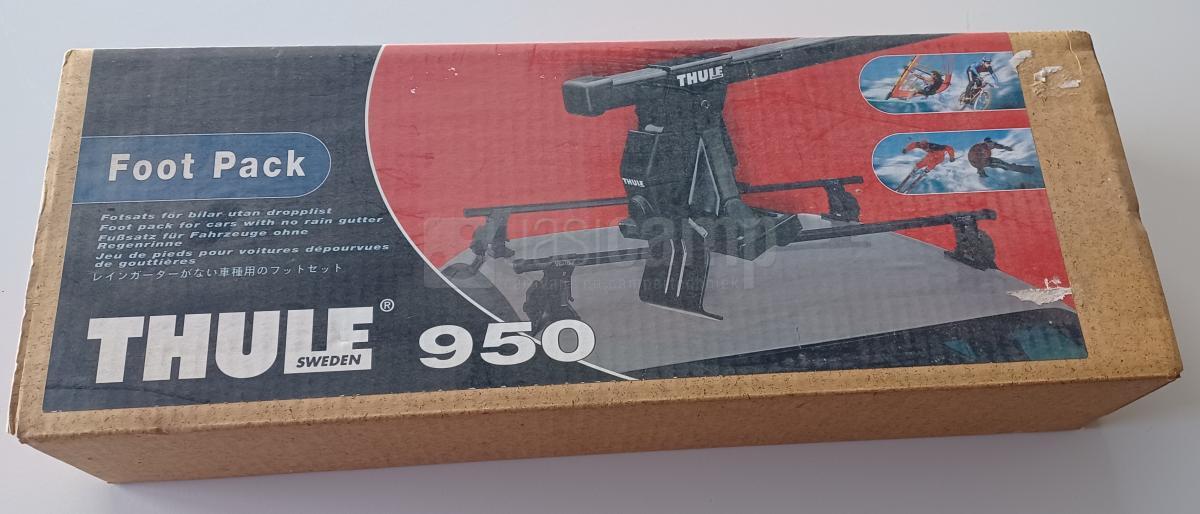 THULE
THULE
Foot Pack
Fotsats för bilar utan dropplist
Foot pack for cars with no rain gutter
Fußsatz für Fahrzeuge ohne
Regenrinne
Jeu de pieds pour voitures dépourvues
de gouttières
レインガーターがない車種用のフットセット
THULE®
SWEDEN
950